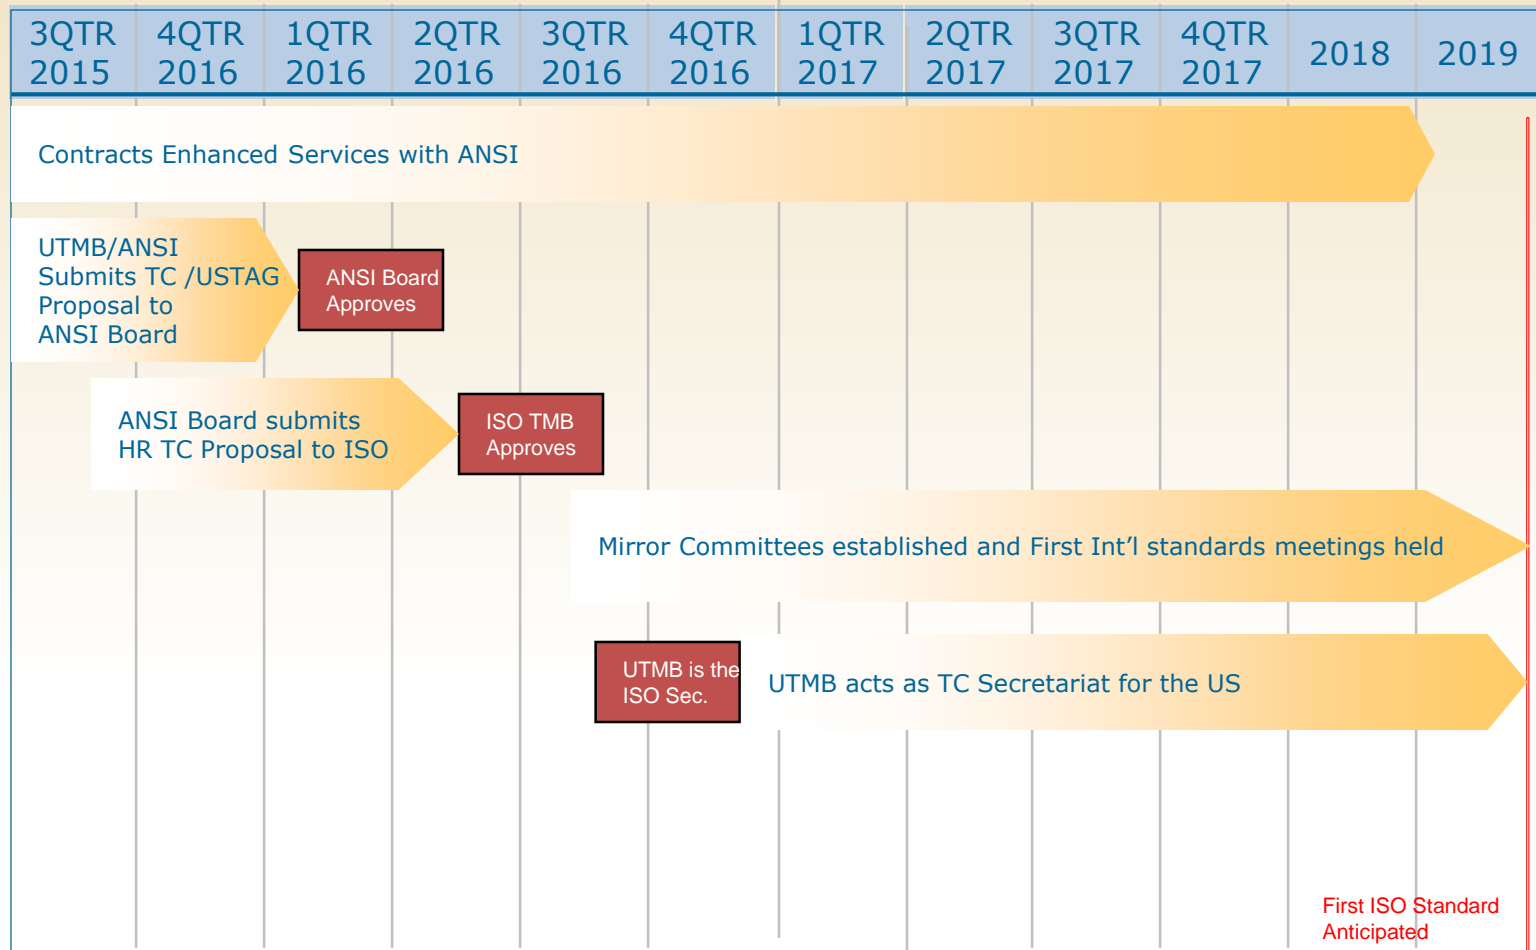 3QTR 4QTR 1QTR 2QTR 3QTR 4QTR 1QTR 2QTR 3QTR 4QTR 2018 2019
2015 2016 2016 2016 2016 2016 2017 2017 2017 2017
Contracts Enhanced Services with ANSI
UTMB/ANSI
Submits TC /USTAG
Proposal to
ANSI Board
ANSI Board
Approves
ANSI Board submits
HR TC Proposal to ISO
ISO TMB
Approves
Mirror Committees established and First Int’l standards meetings held
UTMB is the
ISO Sec.
UTMB acts as TC Secretariat for the US
First ISO Standard
Anticipated